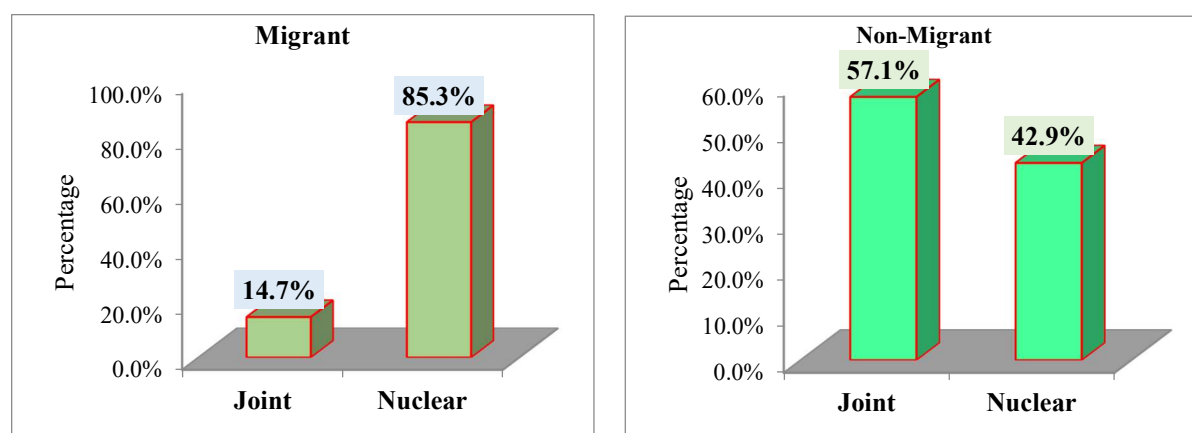 Migrant
Percentage
100.0%
80.0%
60.0%
40.0%
20.0%
0.0%
14.7%
85.3%
Joint
Nuclear
Non-Migrant
Percentage
60.0%
50.0%
40.0%
30.0%
20.0%
10.0%
0.0%
57.1%
42.9%
Joint
Nuclear